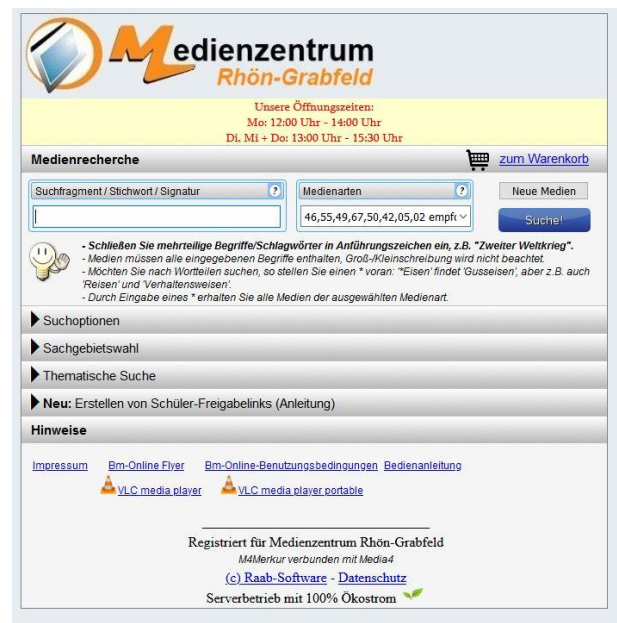 Medienzentrum
Rhön-Grabfeld
Unsere Öffnungszeiten:
Mo: 12:00 Uhr - 14:00 Uhr
Di, Mi + Do: 13:00 Uhr - 15:30 Uhr
Medienrecherche zum Warenkorb
Suchfragment / Stichwort / Signatur ? Medienarten ? Neue Medien
46,55,49,67,50,42,05,02 empfo Suche!
- Schließen Sie mehrteilige Begriffe/Schlagwörter in Anführungszeichen ein, z.B. "Zweiter Weltkrieg".
- Medien müssen alle eingegebenen Begriffe enthalten, Groß-/Kleinschreibung wird nicht beachtet.
- Möchten Sie nach Wortteilen suchen, so stellen Sie einen * voran: '*Eisen' findet 'Gusseisen', aber z.B. auch
'Reisen' und 'Verhaltensweisen'.
- Durch Eingabe eines * erhalten Sie alle Medien der ausgewählten Medienart.
Suchoptionen
Sachgebietswahl
Thematische Suche
Neu: Erstellen von Schüler-Freigabelinks (Anleitung)
Hinweise
Impressum Bm-Online Flyer Bm-Online-Benutzungsbedingungen Bedienanleitung
VLC media player VLC media player portable
Registriert für Medienzentrum Rhön-Grabfeld
M4Merkur verbunden mit Media4
(c) Raab-Software - Datenschutz
Serverbetrieb mit 100% Ökostrom